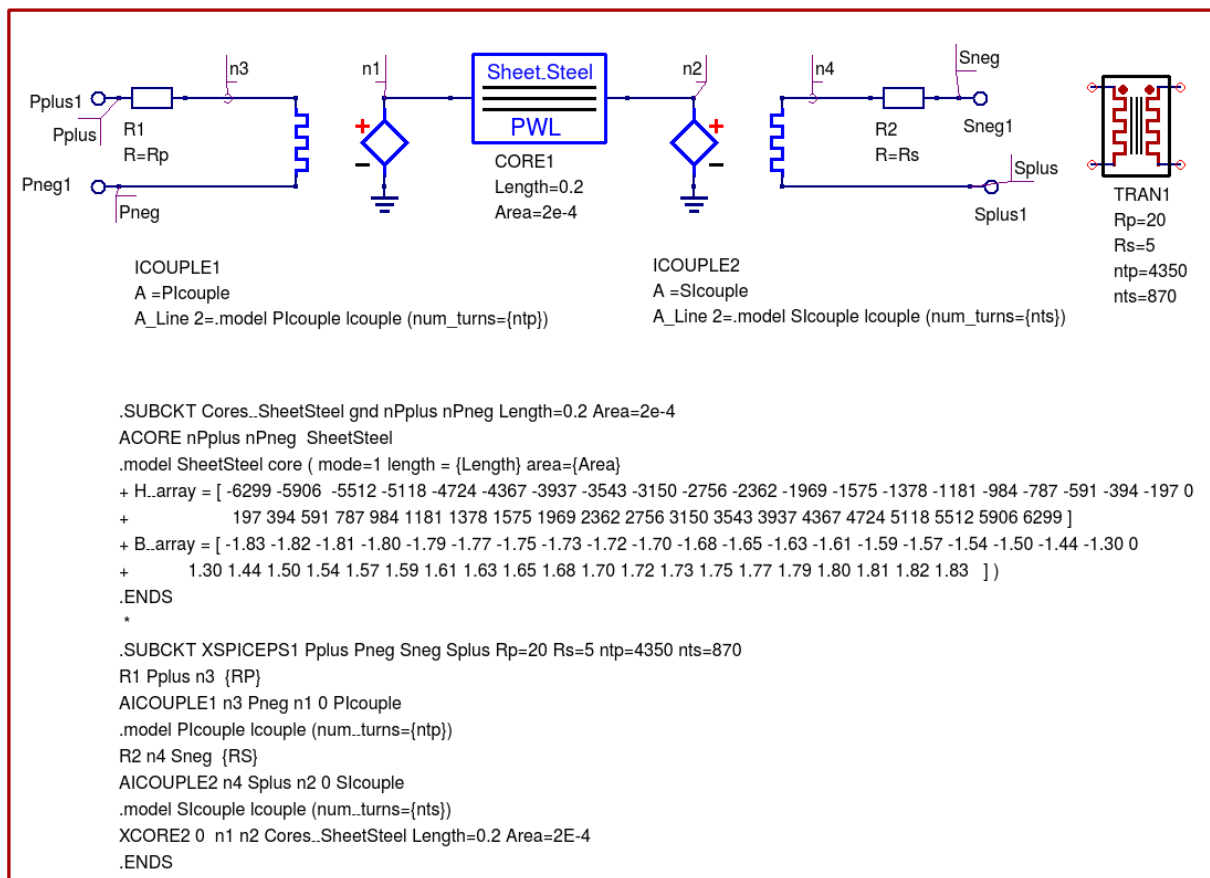 n3
n1
Sheet_Steel
n2
n4
Sneg
Pplus1
Pplus
R1
R=Rp
PWL
R2
R=Rs
Sneg1
Pneg1
Pneg
CORE1
Length=0.2
Area=2e-4
Splus
Splus1
TRAN1
Rp=20
Rs=5
ntp=4350
nts=870
ICOUPLE1
A =PIcouple
A_Line 2=.model PIcouple lcouple (num_turns={ntp})
ICOUPLE2
A =SIcouple
A_Line 2=.model SIcouple lcouple (num_turns={nts})
.SUBCKT Cores_SheetSteel gnd nPplus nPneg Length=0.2 Area=2e-4
ACORE nPplus nPneg  SheetSteel
.model SheetSteel core ( mode=1 length = {Length} area={Area}
+ H_array = [ -6299 -5906  -5512 -5118 -4724 -4367 -3937 -3543 -3150 -2756 -2362 -1969 -1575 -1378 -1181 -984 -787 -591 -394 -197 0
+ 197 394 591 787 984 1181 1378 1575 1969 2362 2756 3150 3543 3937 4367 4724 5118 5512 5906 6299 ]
+ B_array = [ -1.83 -1.82 -1.81 -1.80 -1.79 -1.77 -1.75 -1.73 -1.72 -1.70 -1.68 -1.65 -1.63 -1.61 -1.59 -1.57 -1.54 -1.50 -1.44 -1.30 0
+ 1.30 1.44 1.50 1.54 1.57 1.59 1.61 1.63 1.65 1.68 1.70 1.72 1.73 1.75 1.77 1.79 1.80 1.81 1.82 1.83 ] )
.ENDS
*
.SUBCKT XSPICEPS1 Pplus Pneg Sneg Splus Rp=20 Rs=5 ntp=4350 nts=870
R1 Pplus n3  {RP}
AICOUPLE1 n3 Pneg n1 0 PIcouple
.model PIcouple lcouple (num_turns={ntp})
R2 n4 Sneg  {RS}
AICOUPLE2 n4 Splus n2 0 SIcouple
.model SIcouple lcouple (num_turns={nts})
XCORE2 0  n1 n2 Cores_SheetSteel Length=0.2 Area=2E-4
.ENDS